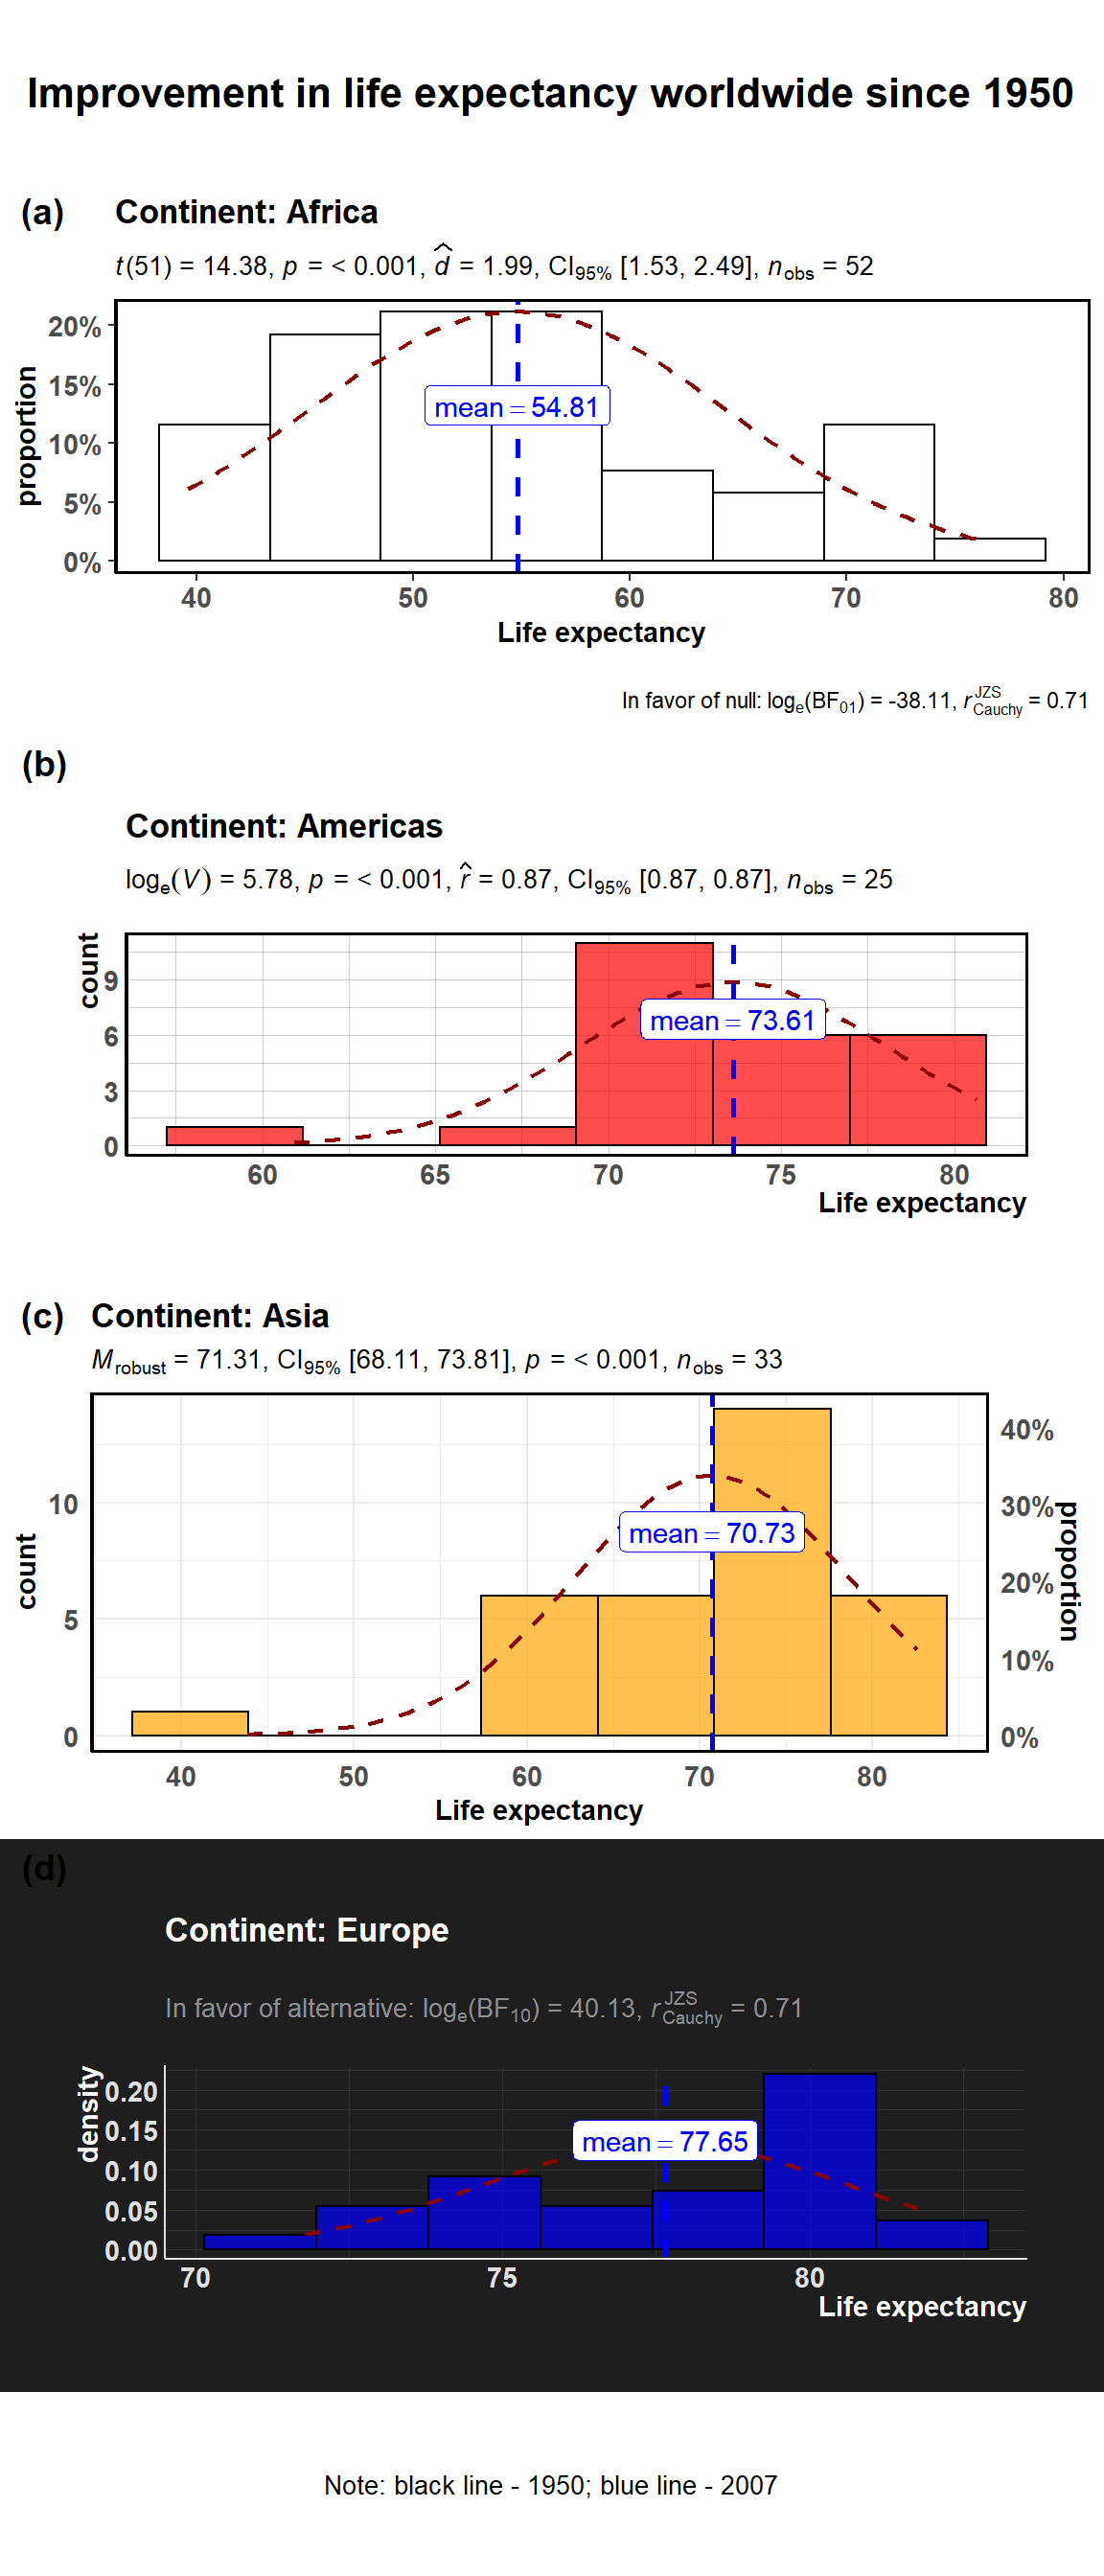 Improvement in life expectancy worldwide since 1950
(a) Continent: Africa
t(51) = 14.38, p = < 0.001, d̂ = 1.99, CI95% [1.53, 2.49], nobs = 52
proportion
20%
15%
10%
5%
0%
mean = 54.81
40 50 60 70 80
Life expectancy
In favor of null: loge(BF01) = -38.11, r JZS Cauchy = 0.71
(b)
Continent: Americas
loge(V) = 5.78, p = < 0.001, r̂ = 0.87, CI95% [0.87, 0.87], nobs = 25
count
9
6
3
0
mean = 73.61
60 65 70 75 80
Life expectancy
(c) Continent: Asia
Mrobust = 71.31, CI95% [68.11, 73.81], p = < 0.001, nobs = 33
count
10
5
0
mean = 70.73
40%
30%
20%
10%
0%
proportion
40 50 60 70 80
Life expectancy
(d)
Continent: Europe
In favor of alternative: loge(BF10) = 40.13, r JZS Cauchy = 0.71
density
0.20
0.15
0.10
0.05
0.00
mean = 77.65
70 75 80
Life expectancy
Note: black line - 1950; blue line - 2007